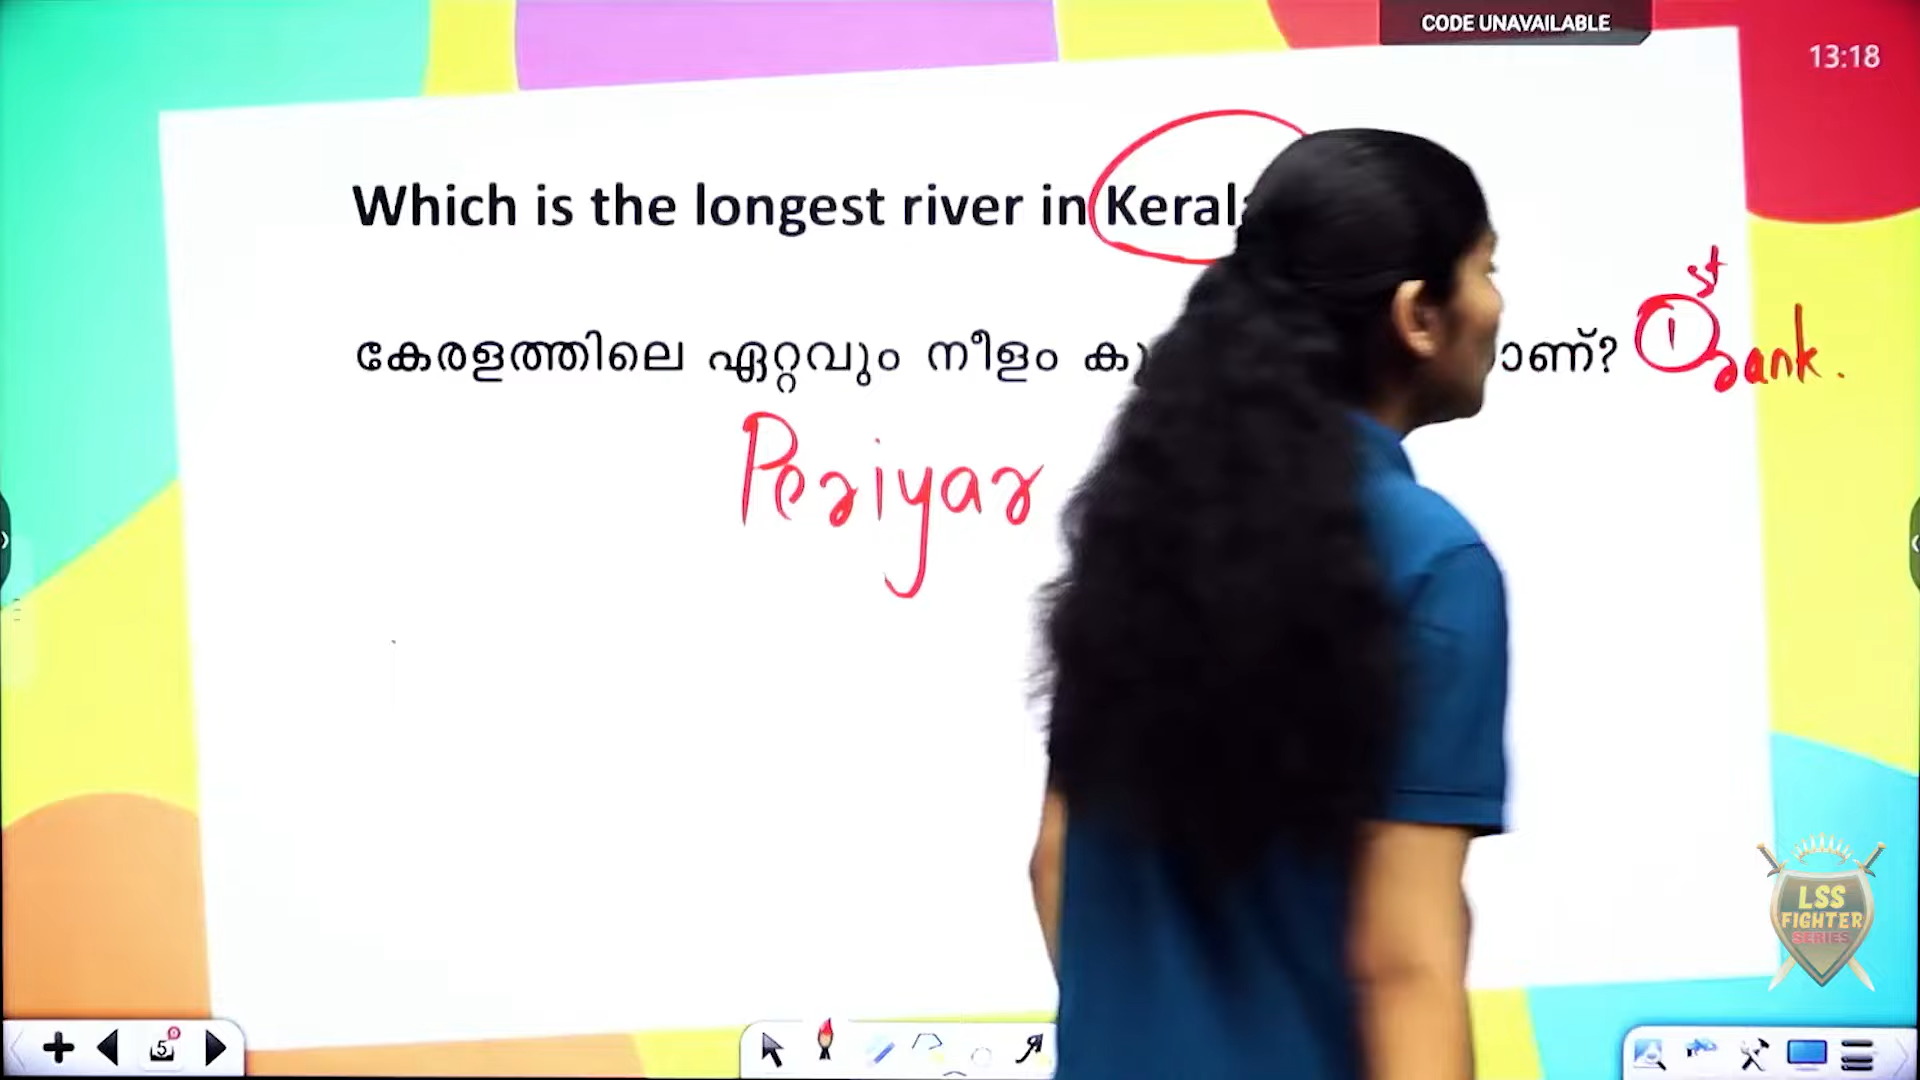 CODE UNAVAILABLE
13:18
Which is the longest river in Kerala
കേരളത്തിലെ ഏറ്റവും നീളം
1st rank.
Periyar
LSS
FIGHTER
SERIES
5